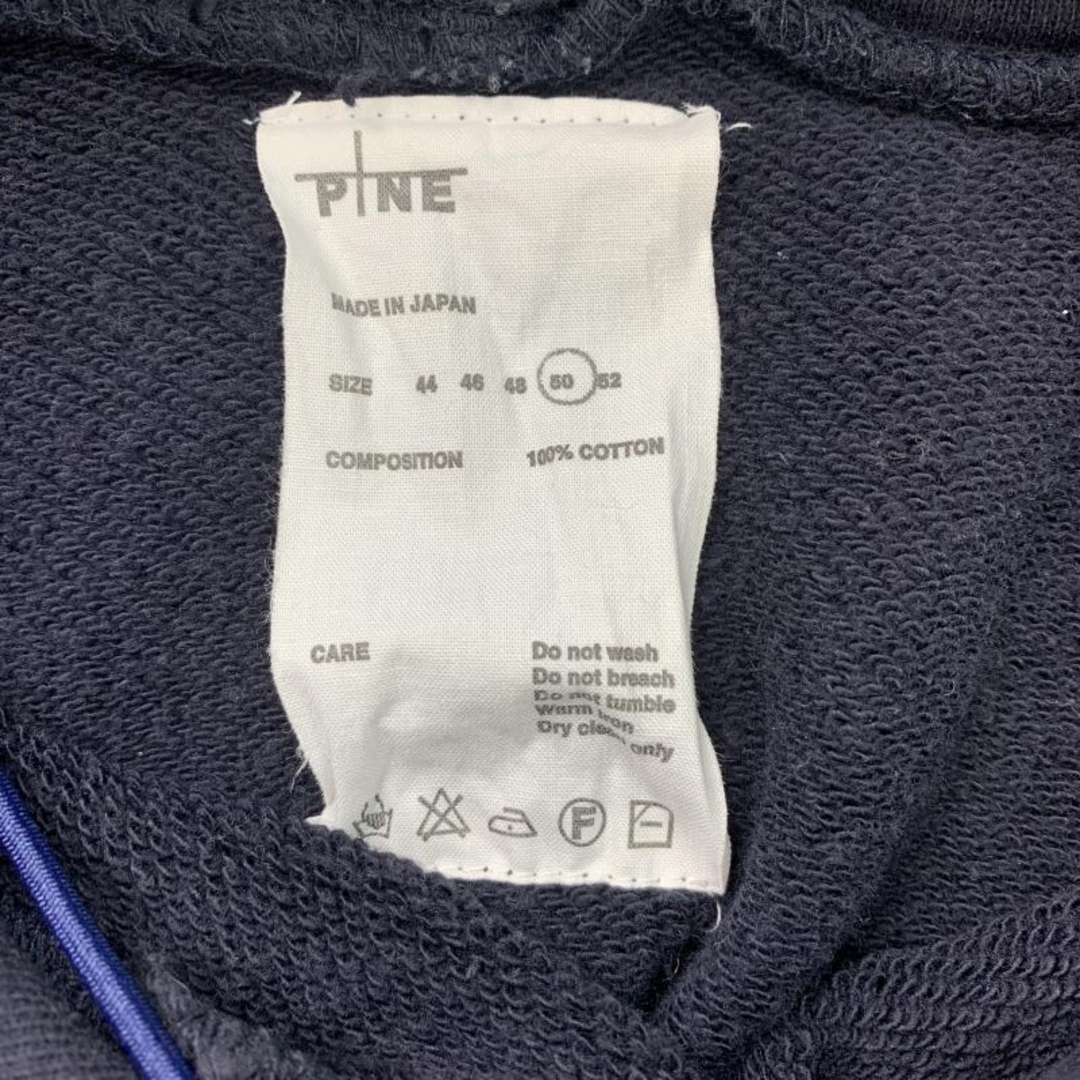 PINE
MADE IN JAPAN
SIZE 44 46 48 50 52
COMPOSITION 100% COTTON
CARE Do not wash
Do not breach
Do not tumble
Warm iron
Dry clean only
F